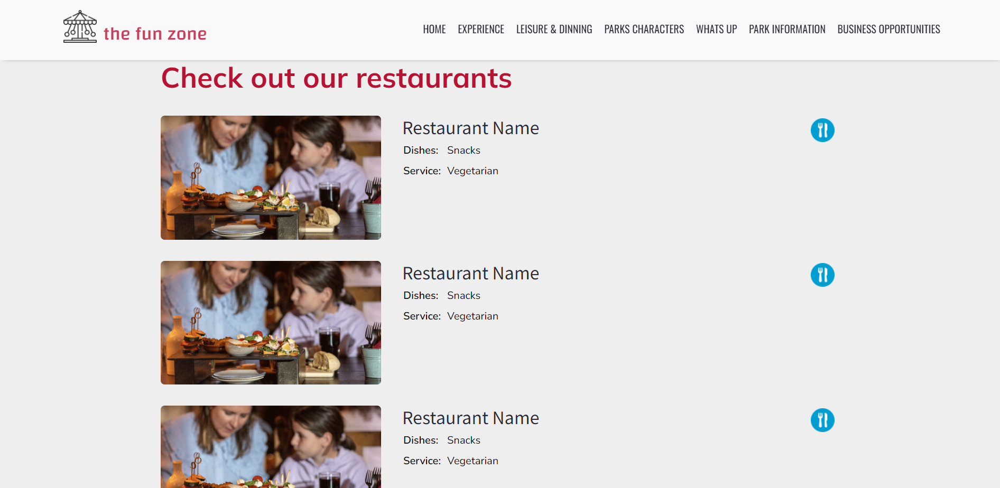 the fun zone
HOME EXPERIENCE LEISURE & DINNING PARKS CHARACTERS WHATS UP PARK INFORMATION BUSINESS OPPORTUNITIES
Check out our restaurants
Restaurant Name
Dishes: Snacks
Service: Vegetarian
Restaurant Name
Dishes: Snacks
Service: Vegetarian
Restaurant Name
Dishes: Snacks
Service: Vegetarian